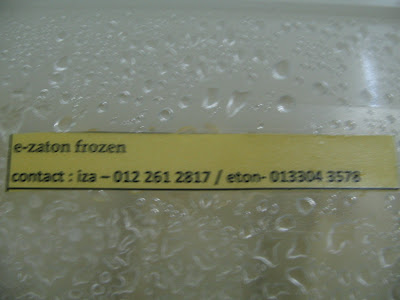 e-zaton frozen
contact : iza – 012 261 2817 / eton- 013304 3578